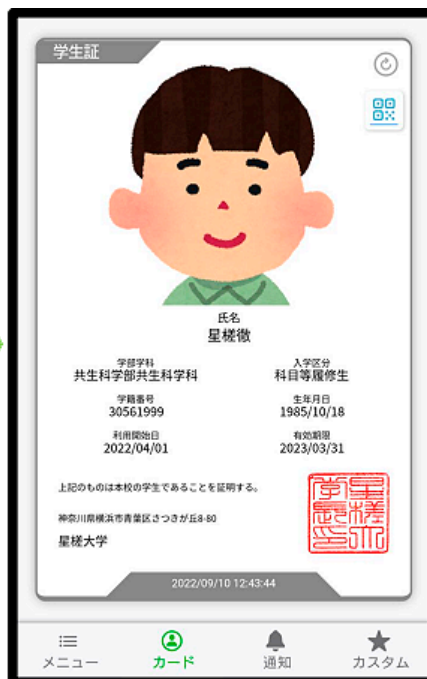 学生証
氏名
星槎徹
学部学科
共生科学部共生科学科
入学区分
科目等履修生
学籍番号
30561999
生年月日
1985/10/18
利用開始日
2022/04/01
有効期限
2023/03/31
上記のものは本校の学生であることを証明する。
神奈川県横浜市青葉区さつきが丘8-80
星槎大学
星槎大
学長印
2022/09/10 12:43:44
メニュー
カード
通知
カスタム